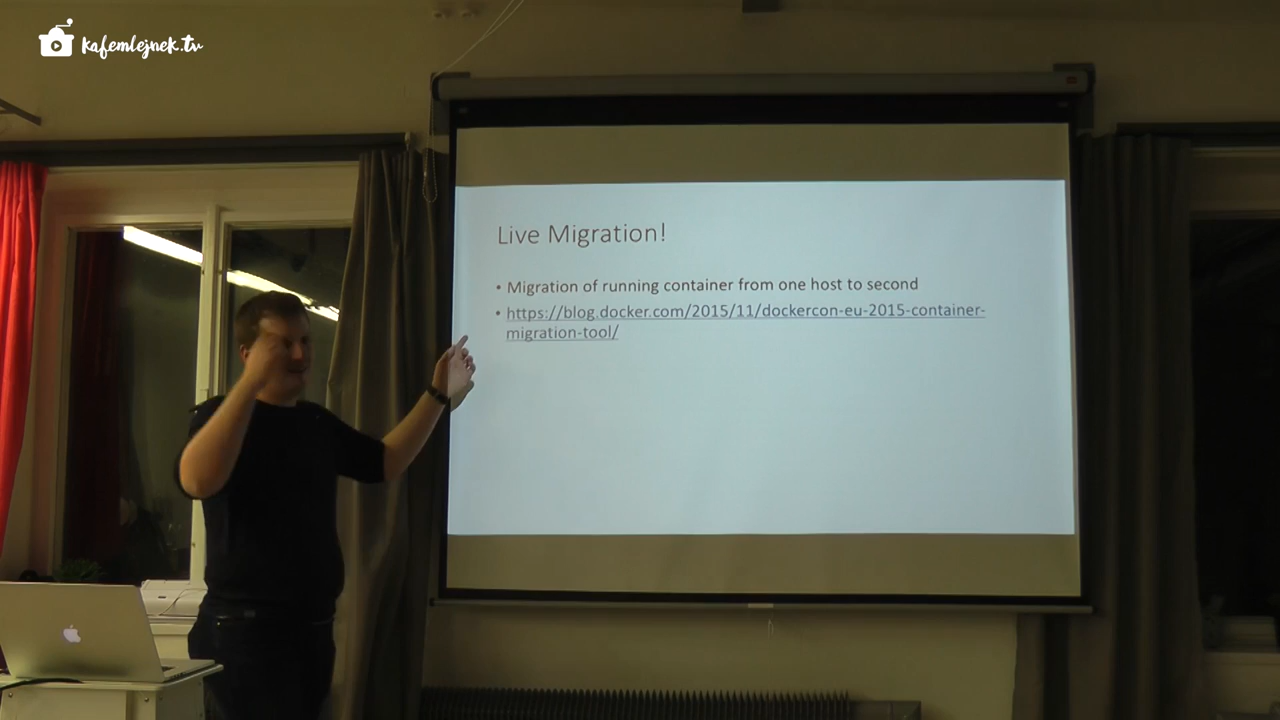 kafemlejnek.tv
Live Migration!
• Migration of running container from one host to second
• https://blog.docker.com/2015/11/dockercon-eu-2015-container-
migration-tool/